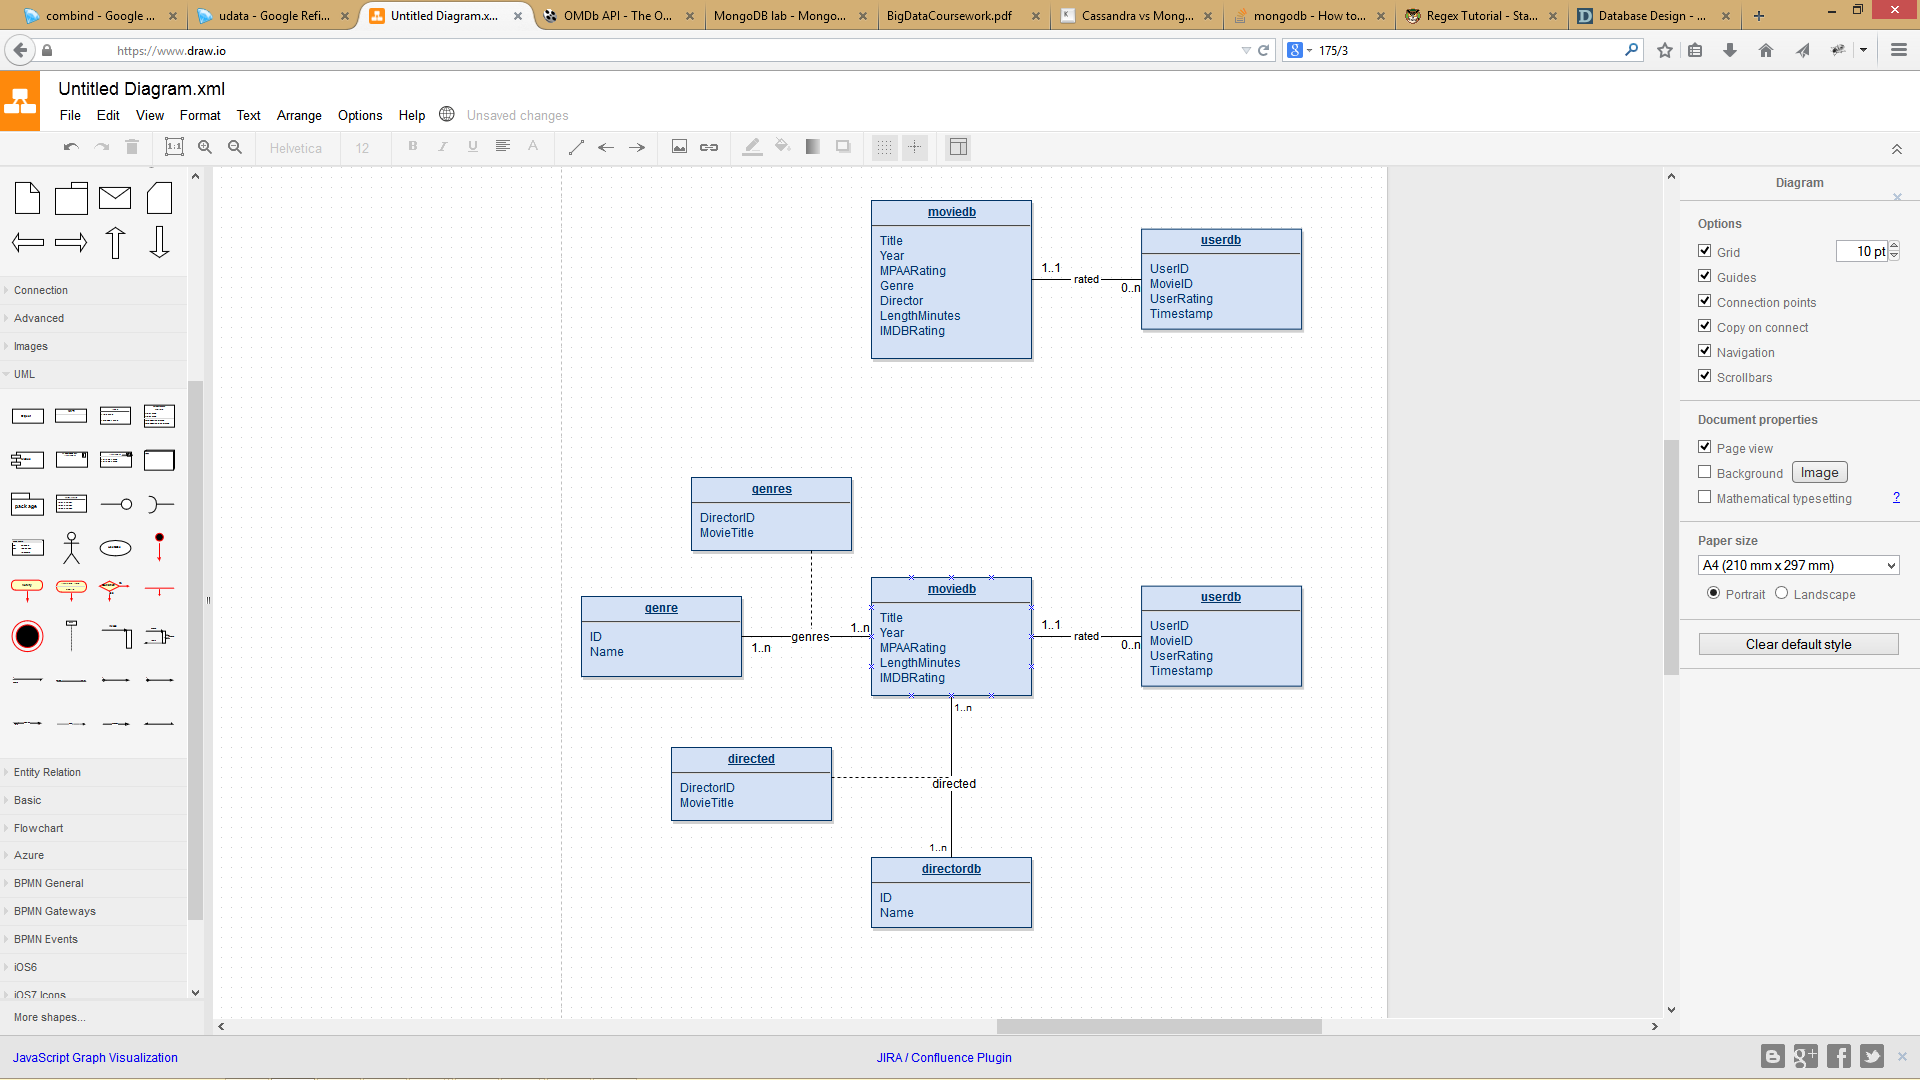 combind - Google ...
udata - Google Refi...
Untitled Diagram.x...
OMDb API - The O...
MongoDB lab - Mongo...
BigDataCoursework.pdf
Cassandra vs Mong...
mongodb - How to...
Regex Tutorial - Sta...
Database Design - ...
https://www.draw.io
175/3
Untitled Diagram.xml
File Edit View Format Text Arrange Options Help Unsaved changes
1:1 Helvetica 12 B I U A
Connection
Advanced
Images
UML
package
Entity Relation
Basic
Flowchart
Azure
BPMN General
BPMN Gateways
BPMN Events
iOS6
iOS7 Icons
More shapes...
moviedb
Title
Year
MPAARating
Genre
Director
LengthMinutes
IMDBRating
1..1
rated
0..n
userdb
UserID
MovieID
UserRating
Timestamp
genres
DirectorID
MovieTitle
genre
ID
Name
1..n
genres
1..n
moviedb
Title
Year
MPAARating
LengthMinutes
IMDBRating
1..1
rated
0..n
userdb
UserID
MovieID
UserRating
Timestamp
1..n
directed
DirectorID
MovieTitle
directed
1..n
directordb
ID
Name
Diagram
Options
Grid 10 pt
Guides
Connection points
Copy on connect
Navigation
Scrollbars
Document properties
Page view
Background Image
Mathematical typesetting ?
Paper size
A4 (210 mm x 297 mm)
Portrait Landscape
Clear default style
JavaScript Graph Visualization
JIRA / Confluence Plugin